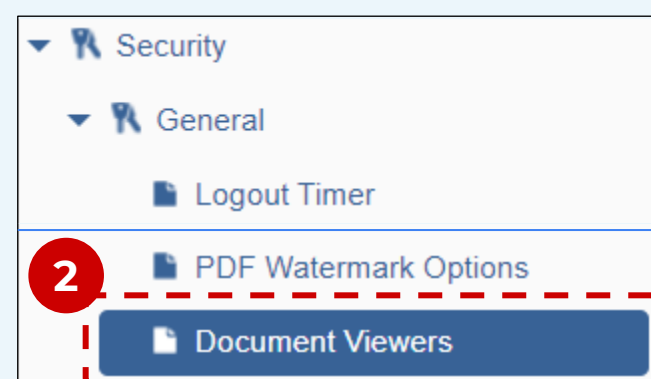 Security
General
Logout Timer
PDF Watermark Options
2
Document Viewers